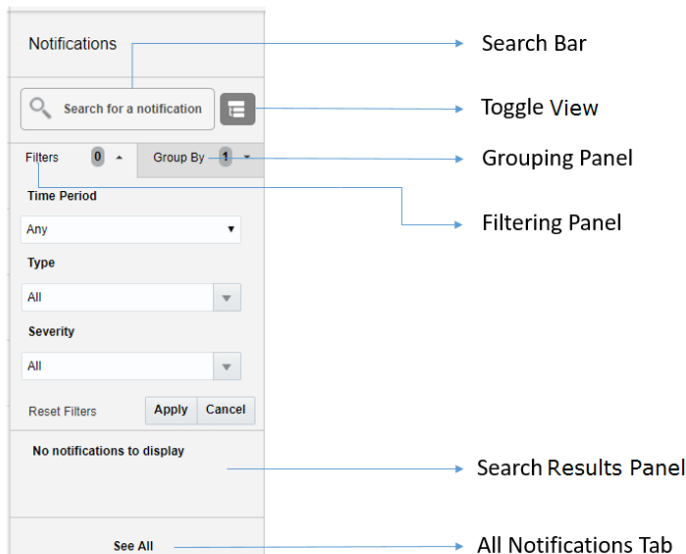 Notifications
Search Bar
Search for a notification
Toggle View
Filters 0 Group By 1
Grouping Panel
Time Period
Filtering Panel
Any
Type
All
Severity
All
Reset Filters Apply Cancel
No notifications to display
Search Results Panel
See All
All Notifications Tab